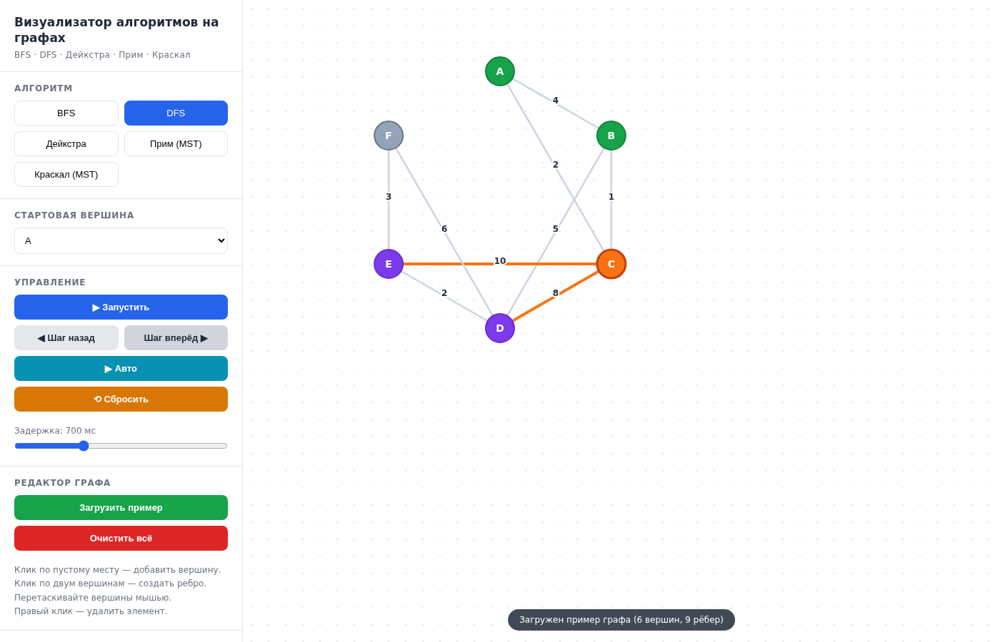 Визуализатор алгоритмов на
графах
BFS · DFS · Дейкстра · Прим · Краскал
АЛГОРИТМ
BFS
DFS
Дейкстра
Прим (MST)
Краскал (MST)
СТАРТОВАЯ ВЕРШИНА
A
УПРАВЛЕНИЕ
▶ Запустить
◀ Шаг назад
Шаг вперёд ▶
▶ Авто
⟲ Сбросить
Задержка: 700 мс
РЕДАКТОР ГРАФА
Загрузить пример
Очистить всё
Клик по пустому месту — добавить вершину.
Клик по двум вершинам — создать ребро.
Перетаскивайте вершины мышью.
Правый клик — удалить элемент.
A
4
F
B
2
3
1
6
5
E
10
C
2
8
D
Загружен пример графа (6 вершин, 9 рёбер)